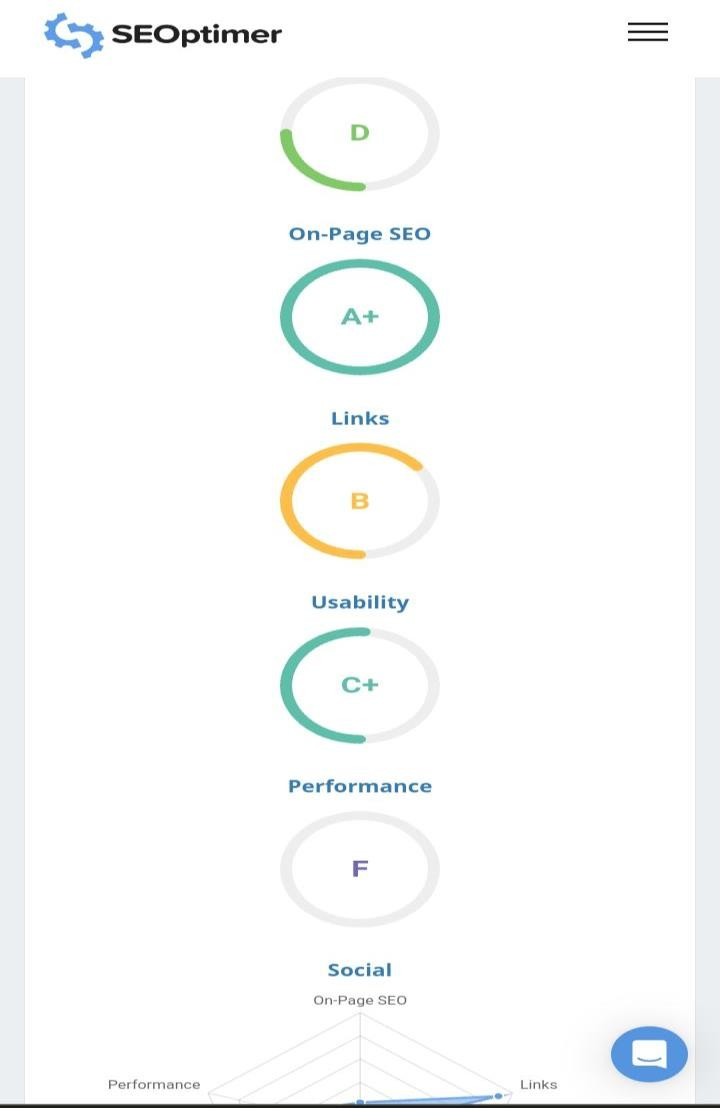 SEOptimer
D
On-Page SEO
A+
Links
B
Usability
C+
Performance
F
Social
On-Page SEO
Performance
Links